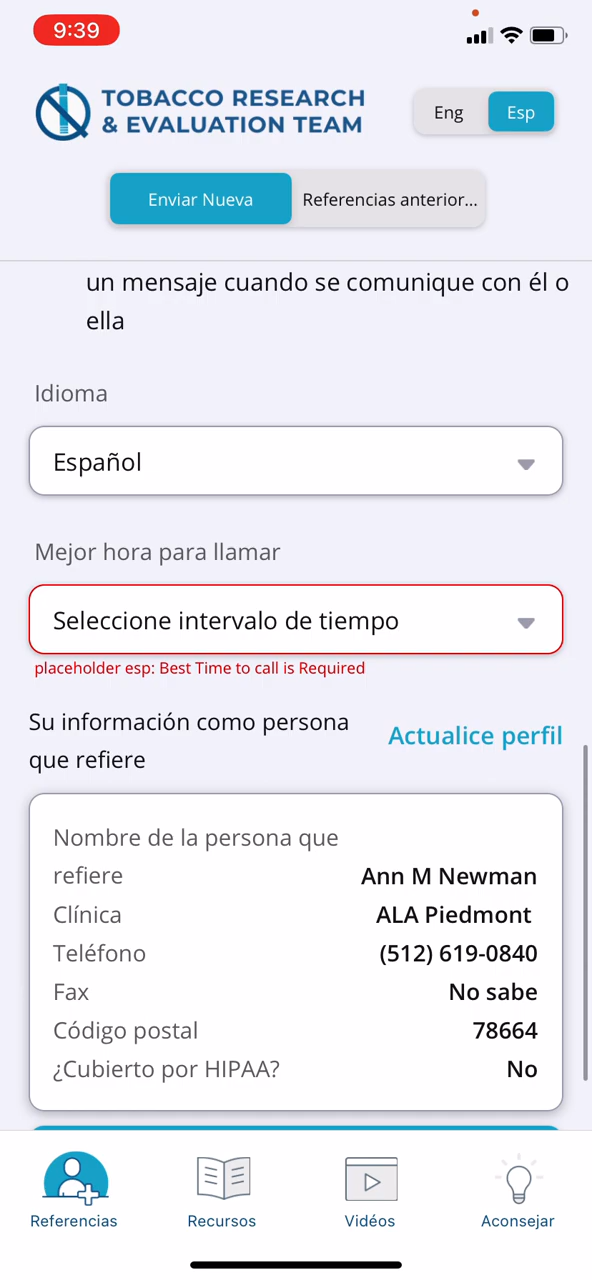 9:39
TOBACCO RESEARCH
& EVALUATION TEAM
Eng
Esp
Enviar Nueva
Referencias anterior...
un mensaje cuando se comunique con él o
ella
Idioma
Español
Mejor hora para llamar
Seleccione intervalo de tiempo
placeholder esp: Best Time to call is Required
Su información como persona
que refiere
Actualice perfil
Nombre de la persona que
refiere Ann M Newman
Clínica ALA Piedmont
Teléfono (512) 619-0840
Fax No sabe
Código postal 78664
¿Cubierto por HIPAA? No
Referencias
Recursos
Vidéos
Aconsejar